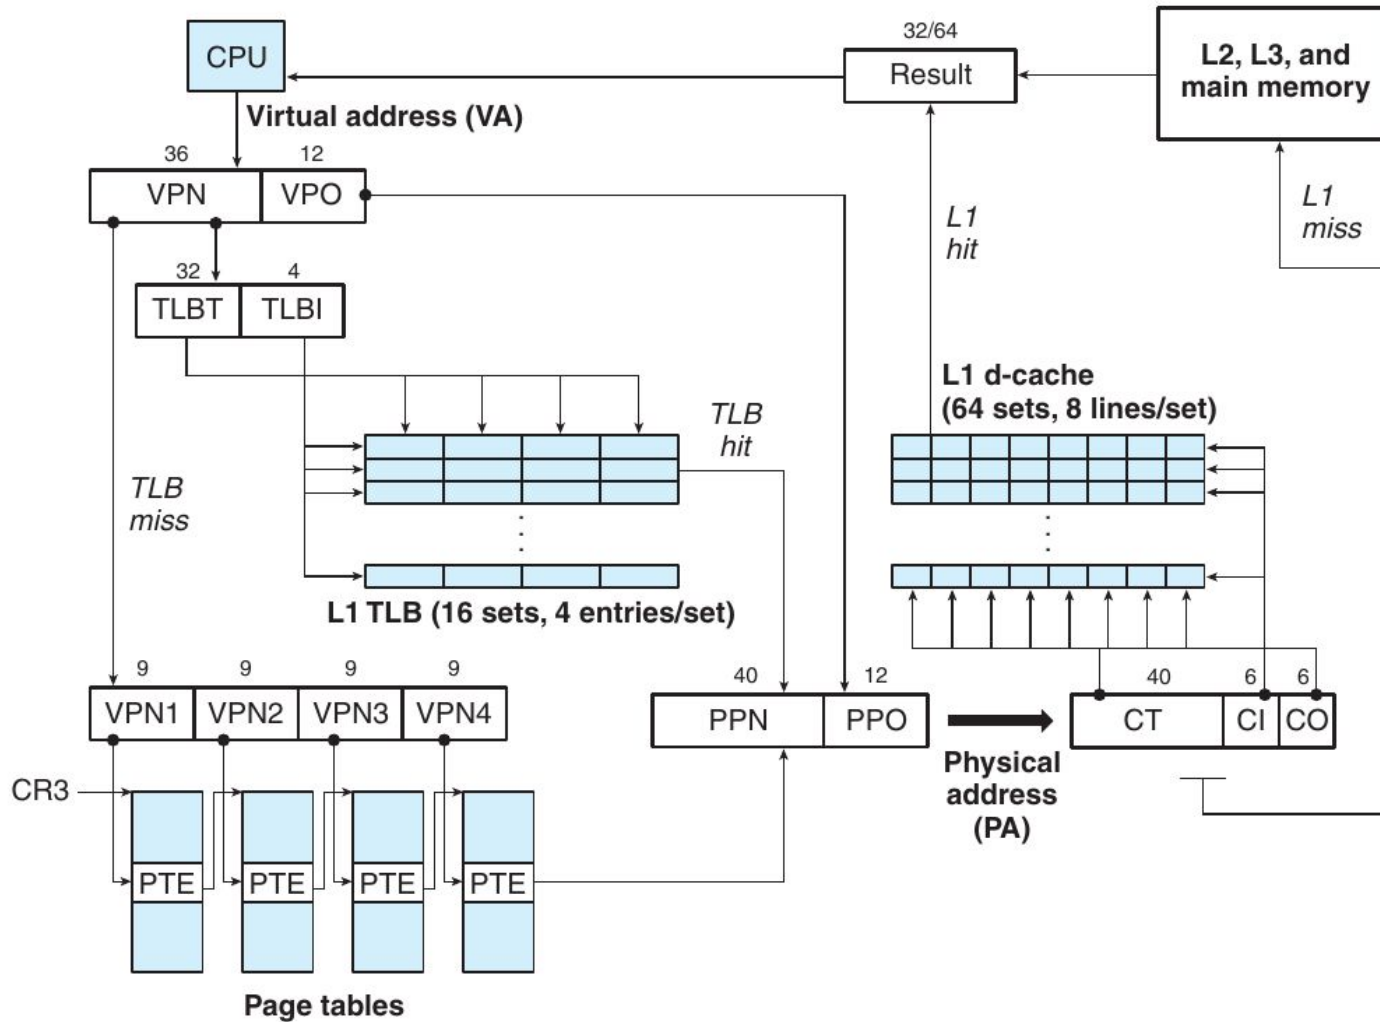 32/64
CPU
Result
L2, L3, and
main memory
Virtual address (VA)
36
12
VPN
VPO
L1
hit
L1
miss
32
4
TLBT
TLBI
TLB
hit
L1 d-cache
(64 sets, 8 lines/set)
TLB
miss
L1 TLB (16 sets, 4 entries/set)
9
9
9
9
VPN1
VPN2
VPN3
VPN4
40
12
PPN
PPO
40
6
6
CT
CI
CO
Physical
address
(PA)
CR3
PTE
PTE
PTE
PTE
Page tables